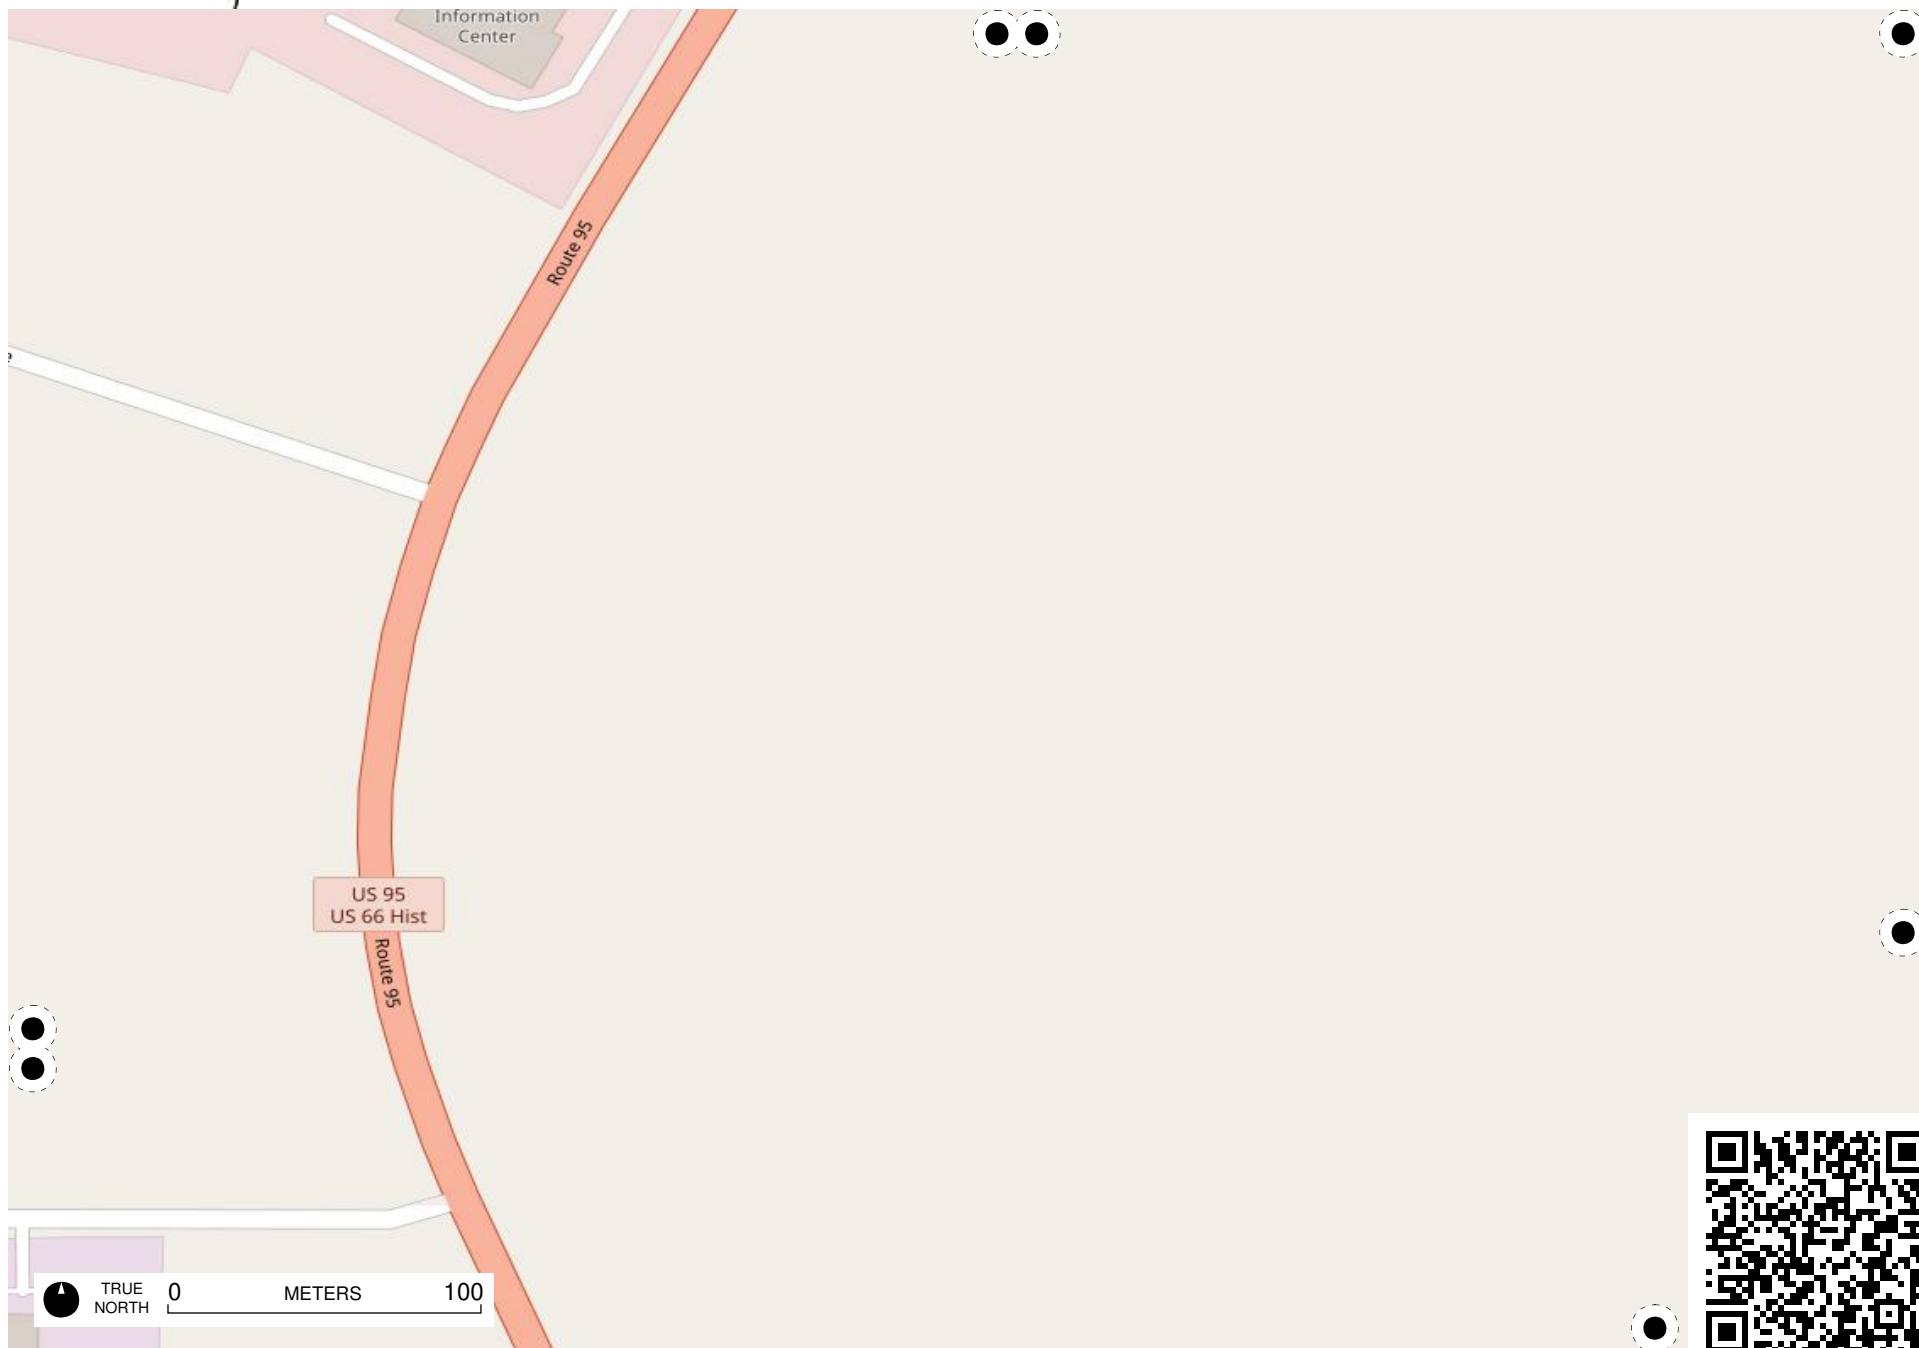 Information
Center
Route 95
US 95
US 66 Hist
Route 95
TRUE
NORTH
0 METERS 100